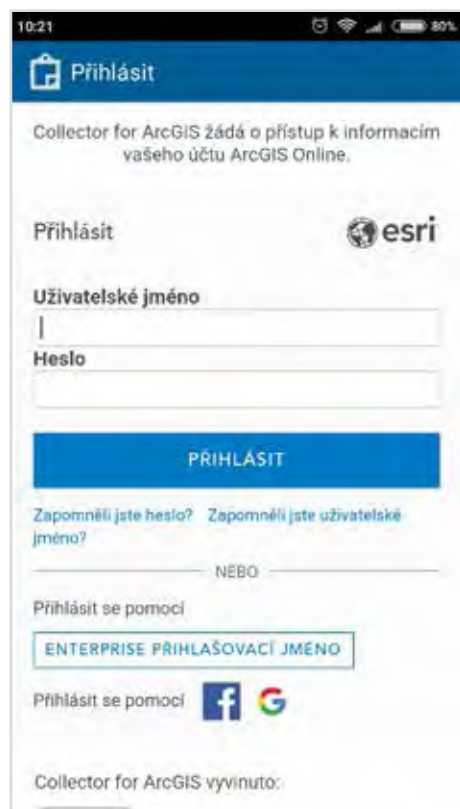 10:21 80%
Přihlásit
Collector for ArcGIS žádá o přístup k informacím
vašeho účtu ArcGIS Online.
Přihlásit esri
Uživatelské jméno
Heslo
PŘIHLÁSIT
Zapomněli jste heslo? Zapomněli jste uživatelské
jméno?
NEBO
Přihlásit se pomocí
ENTERPRISE PŘIHLAŠOVACÍ JMÉNO
Přihlásit se pomocí f G
Collector for ArcGIS vyvinuto: